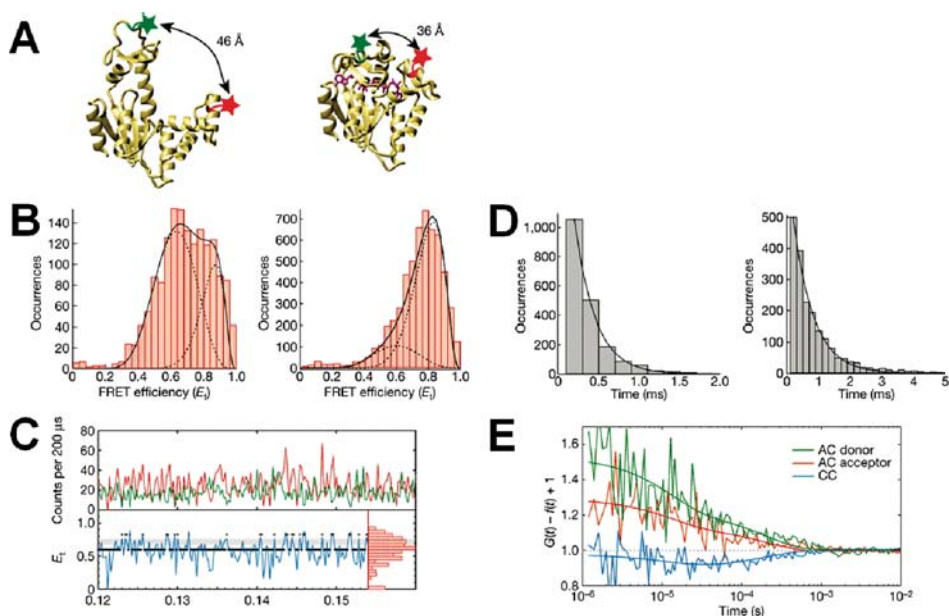 A
46 Å
36 Å
B
Occurrences
140
120
100
80
60
40
20
0
0 0.2 0.4 0.6 0.8 1.0
FRET efficiency (Et)
Occurrences
700
600
500
400
300
200
100
0
0 0.2 0.4 0.6 0.8 1.0
FRET efficiency (Et)
D
Occurrences
1,000
800
600
400
200
0
0 0.5 1.0 1.5 2.0
Time (ms)
Occurrences
500
400
300
200
100
0
0 1 2 3 4 5
Time (ms)
C
Counts per 200 µs
80
60
40
20
0
Et
1.0
0.5
0.12 0.13 0.14 0.15
E
G(t) − f(t) + 1
1.6
1.4
1.2
1.0
0.8
AC donor
AC acceptor
CC
10⁻⁶ 10⁻⁵ 10⁻⁴ 10⁻³ 10⁻²
Time (s)